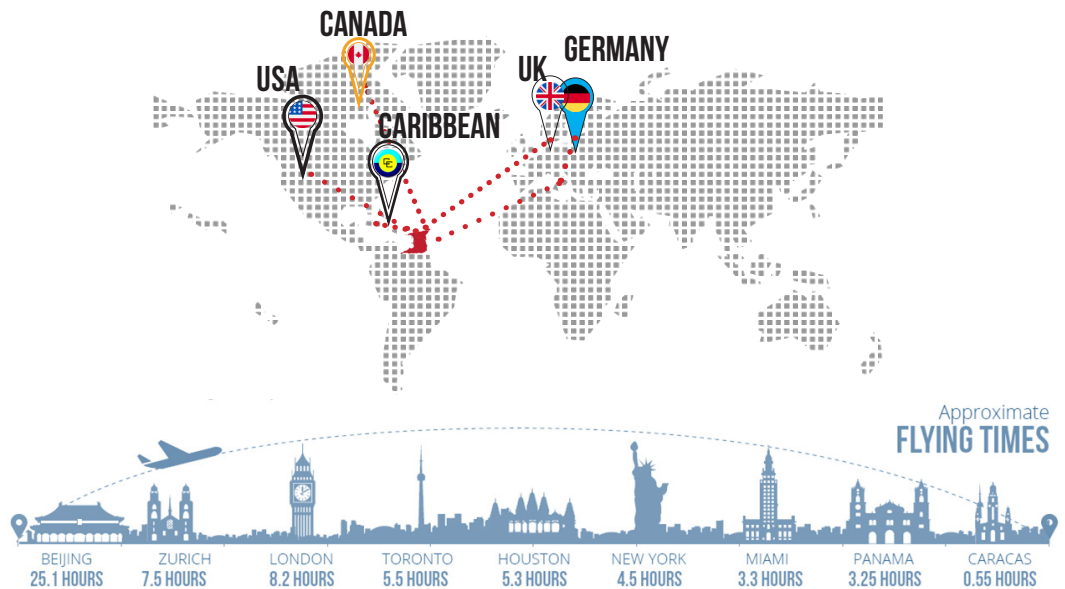 CANADA
GERMANY
UK
USA
CARIBBEAN
CC
Approximate
FLYING TIMES
BEIJING
25.1 HOURS
ZURICH
7.5 HOURS
LONDON
8.2 HOURS
TORONTO
5.5 HOURS
HOUSTON
5.3 HOURS
NEW YORK
4.5 HOURS
MIAMI
3.3 HOURS
PANAMA
3.25 HOURS
CARACAS
0.55 HOURS